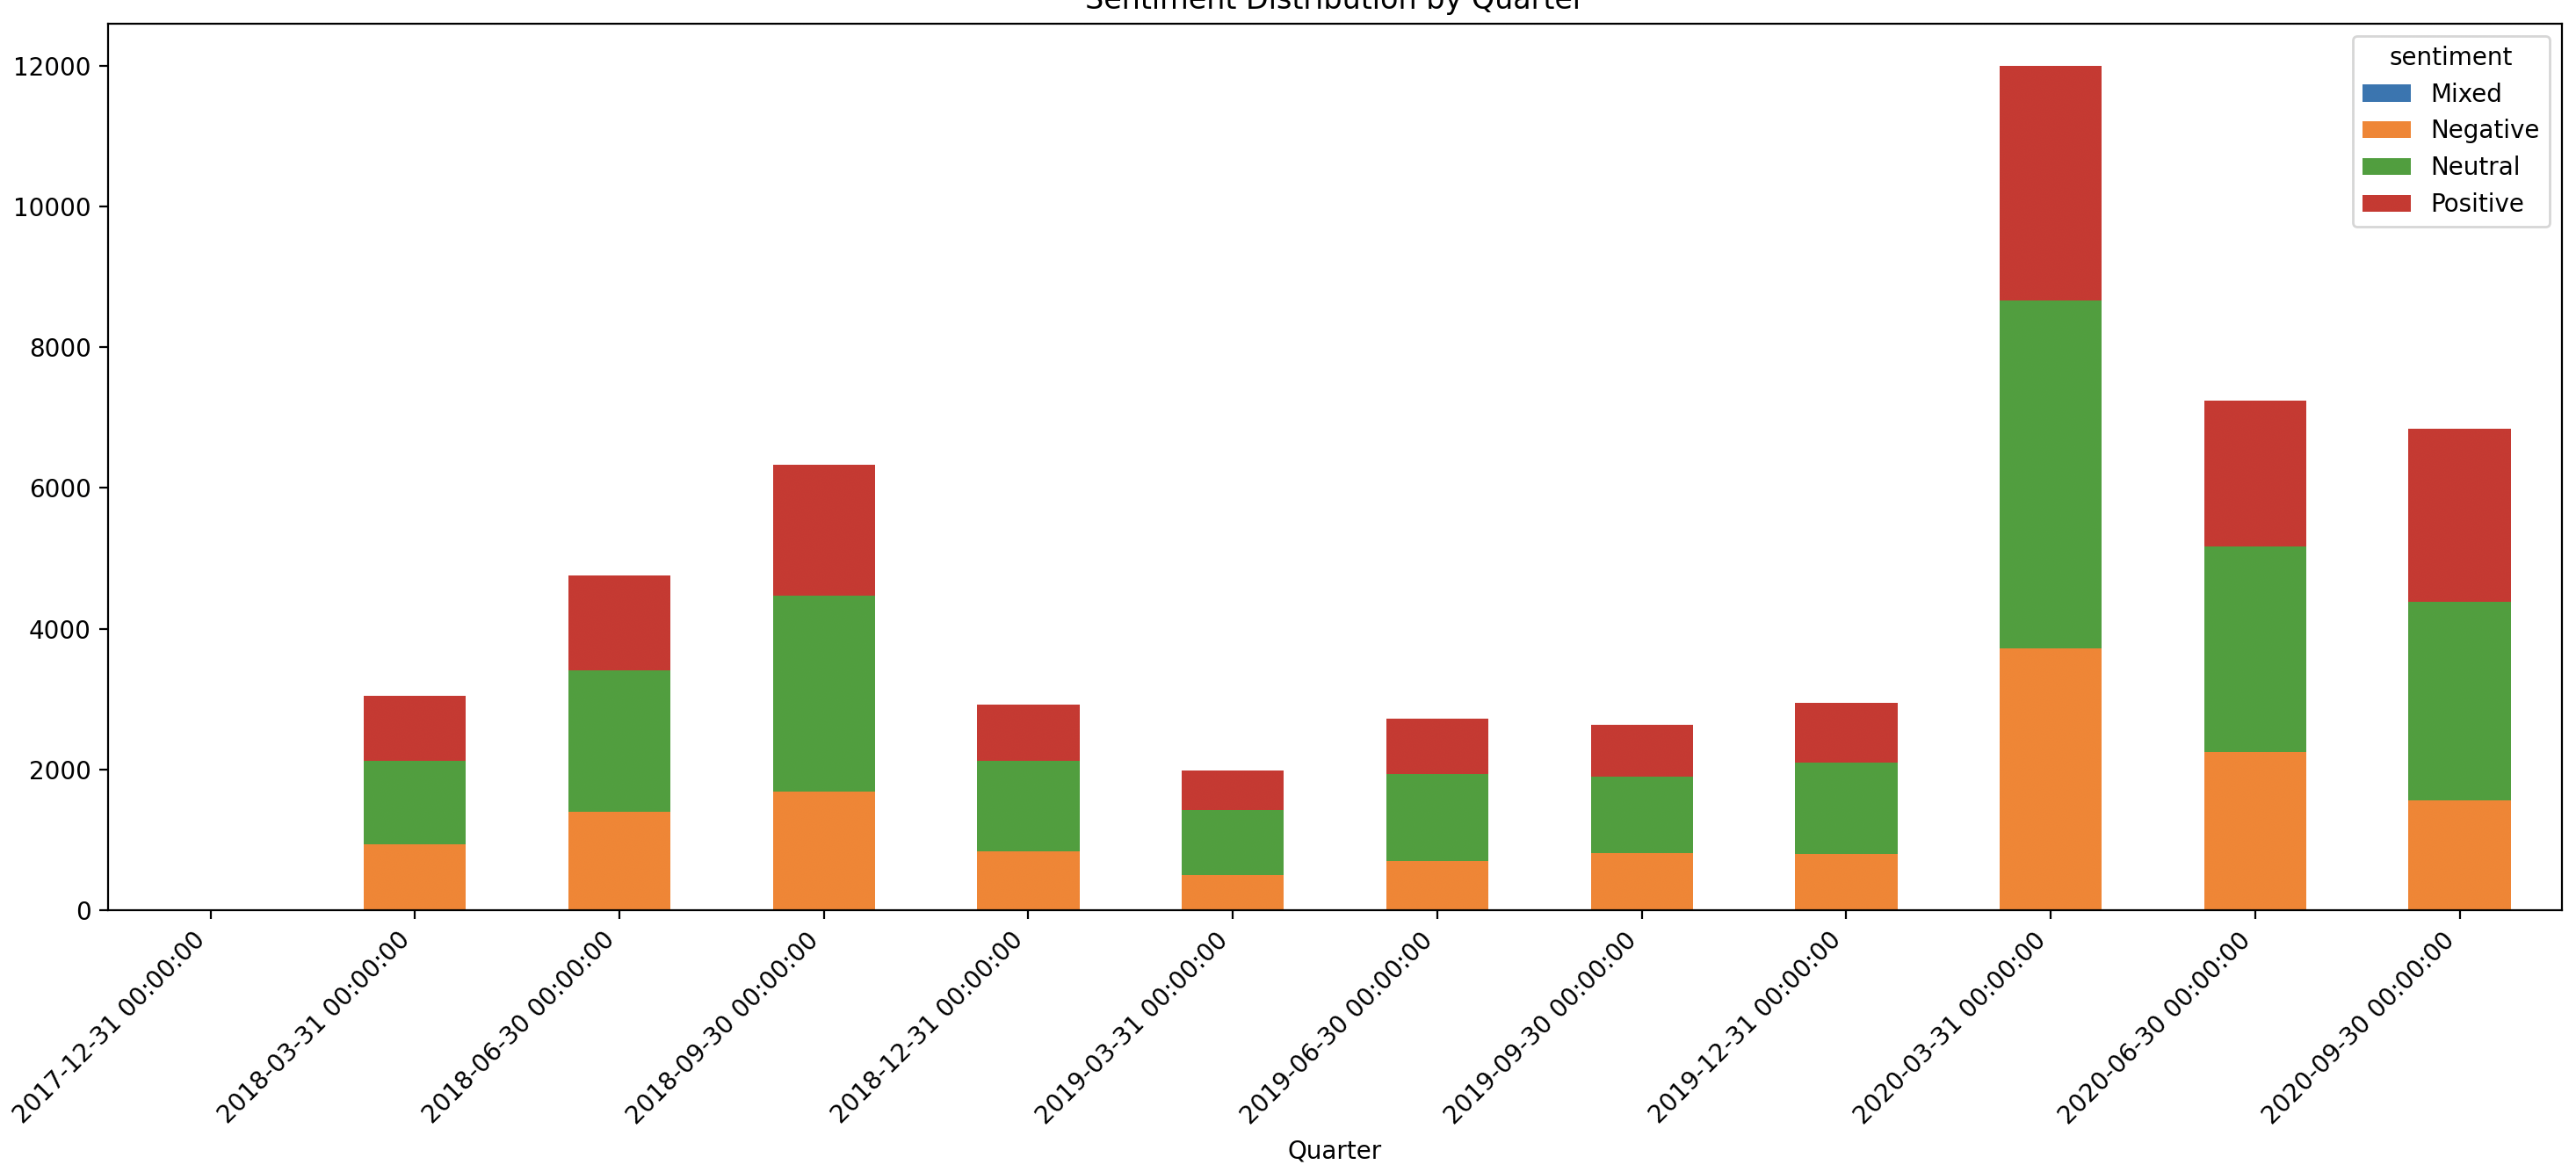 Sentiment Distribution by Quarter
12000
10000
8000
6000
4000
2000
0
sentiment
Mixed
Negative
Neutral
Positive
2017-12-31 00:00:00
2018-03-31 00:00:00
2018-06-30 00:00:00
2018-09-30 00:00:00
2018-12-31 00:00:00
2019-03-31 00:00:00
2019-06-30 00:00:00
2019-09-30 00:00:00
2019-12-31 00:00:00
2020-03-31 00:00:00
2020-06-30 00:00:00
2020-09-30 00:00:00
Quarter